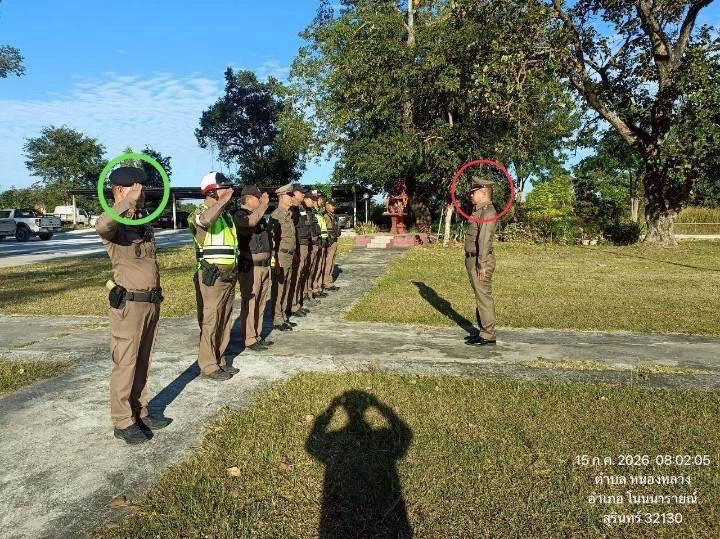 15 ก.ค. 2026 08:02:05
ตำบล หนองหลวง
อำเภอ โนนนารายณ์
สุรินทร์ 32130